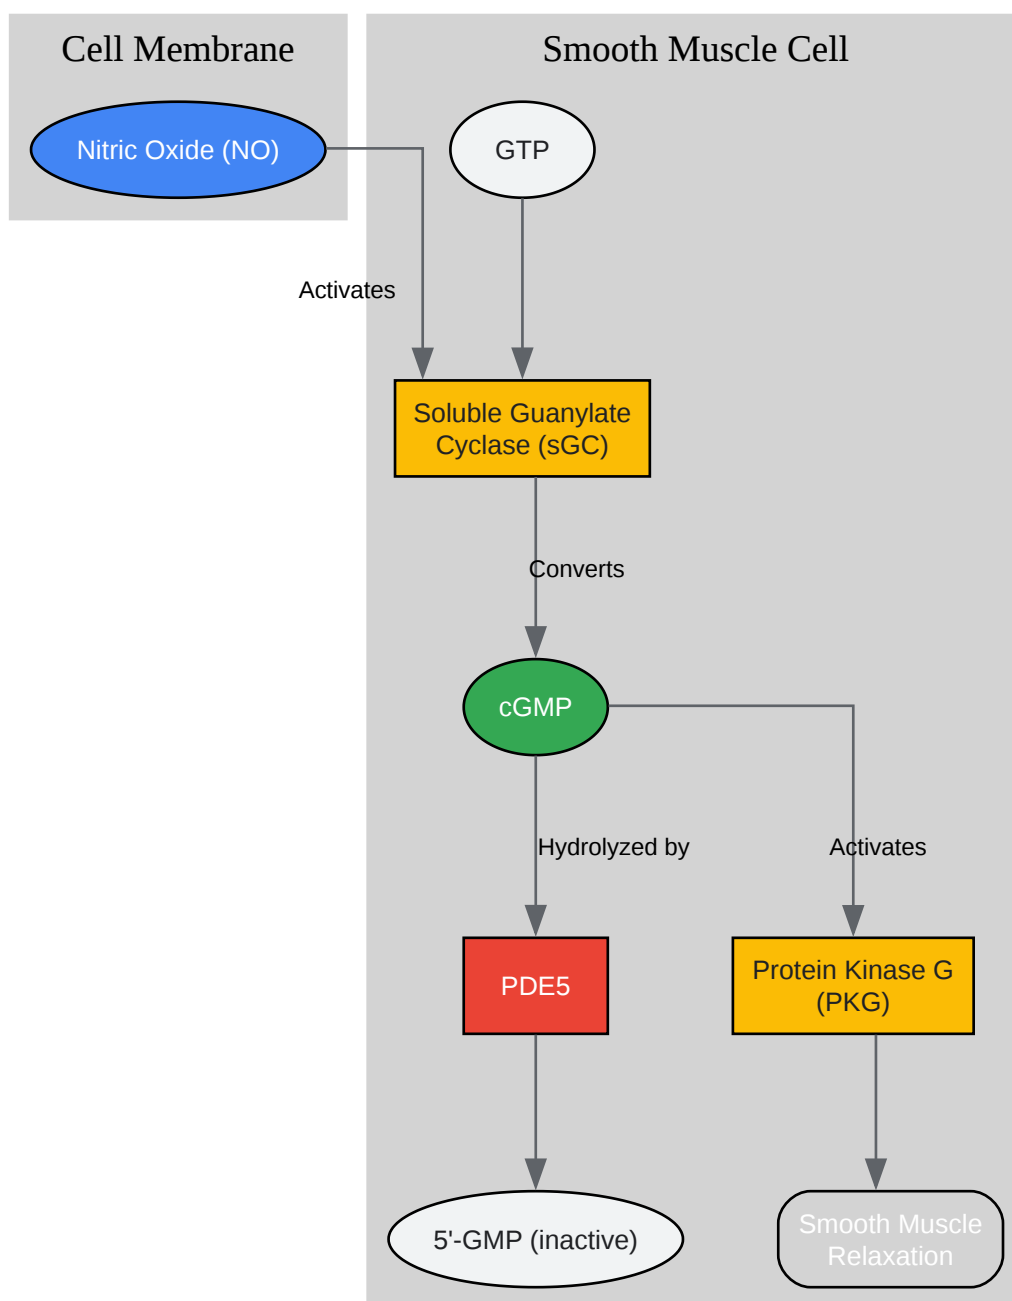 Cell Membrane
Smooth Muscle Cell
Nitric Oxide (NO)
GTP
Activates
Soluble Guanylate
Cyclase (sGC)
Converts
cGMP
Hydrolyzed by
Activates
PDE5
Protein Kinase G
(PKG)
5'-GMP (inactive)
Smooth Muscle
Relaxation